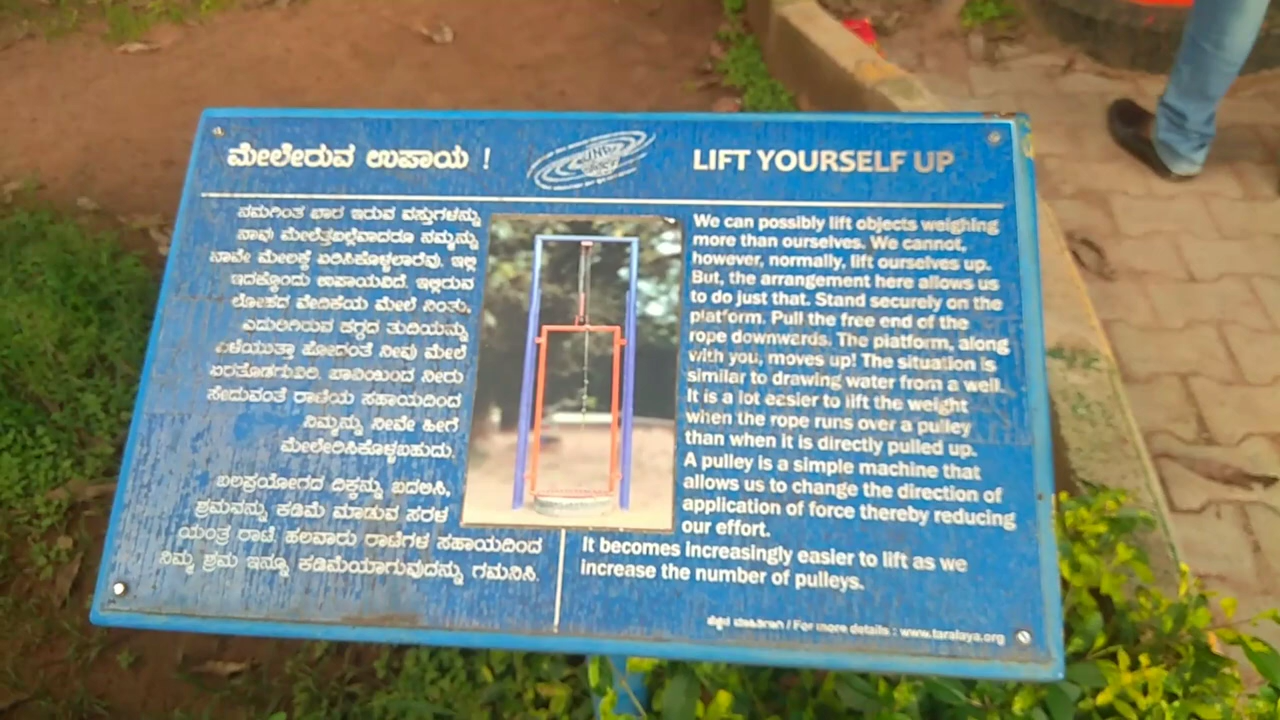 ಮೇಲೇರುವ ಉಪಾಯ !
ನಮಗಿಂತ ಭಾರ ಇರುವ ವಸ್ತುಗಳನ್ನು
ನಾವು ಮೇಲೆತ್ತಬಲ್ಲೆವಾದರೂ ನಮ್ಮನ್ನು
ನಾವೇ ಮೇಲಕ್ಕೆ ಏರಿಸಿಕೊಳ್ಳಲಾರೆವು. ಇಲ್ಲಿ
ಇದಕ್ಕೊಂದು ಉಪಾಯವಿದೆ. ಇಲ್ಲಿರುವ
ಲೋಹದ ವೇದಿಕೆಯ ಮೇಲೆ ನಿಂತು,
ಎದುರಿಗಿರುವ ಹಗ್ಗದ ತುದಿಯನ್ನು
ಎಳೆಯುತ್ತಾ ಹೋದಂತೆ ನೀವು ಮೇಲೆ
ಏರತೊಡಗುವಿರಿ. ಬಾವಿಯಿಂದ ನೀರು
ಸೇದುವಂತೆ ರಾಟೆಯ ಸಹಾಯದಿಂದ
ನಿಮ್ಮನ್ನು ನೀವೇ ಹೀಗೆ
ಮೇಲೇರಿಸಿಕೊಳ್ಳಬಹುದು.
ಬಲಪ್ರಯೋಗದ ದಿಕ್ಕನ್ನು ಬದಲಿಸಿ,
ಶ್ರಮವನ್ನು ಕಡಿಮೆ ಮಾಡುವ ಸರಳ
ಯಂತ್ರ ರಾಟೆ. ಹಲವಾರು ರಾಟೆಗಳ ಸಹಾಯದಿಂದ
ನಿಮ್ಮ ಶ್ರಮ ಇನ್ನೂ ಕಡಿಮೆಯಾಗುವುದನ್ನು ಗಮನಿಸಿ.
LIFT YOURSELF UP
We can possibly lift objects weighing
more than ourselves. We cannot,
however, normally, lift ourselves up.
But, the arrangement here allows us
to do just that. Stand securely on the
platform. Pull the free end of the
rope downwards. The platform, along
with you, moves up! The situation is
similar to drawing water from a well.
It is a lot easier to lift the weight
when the rope runs over a pulley
than when it is directly pulled up.
A pulley is a simple machine that
allows us to change the direction of
application of force thereby reducing
our effort.
It becomes increasingly easier to lift as we
increase the number of pulleys.
ಹೆಚ್ಚಿನ ಮಾಹಿತಿಗಾಗಿ / For more details : www.taralaya.org